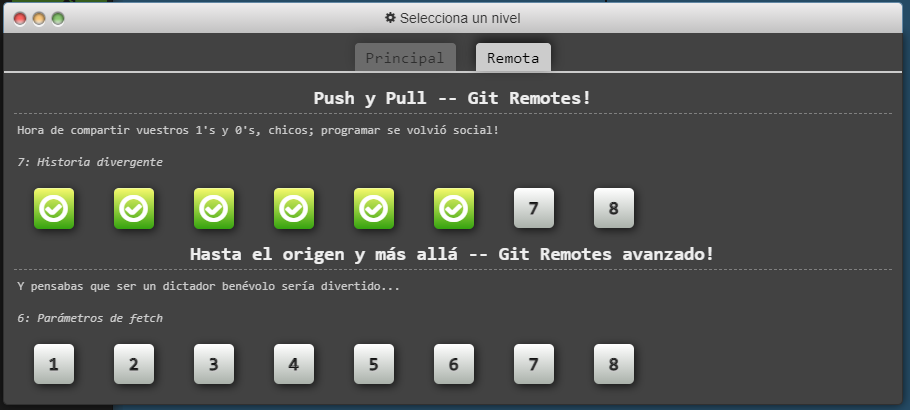 Selecciona un nivel
Principal Remota
Push y Pull -- Git Remotes!
Hora de compartir vuestros 1's y 0's, chicos; programar se volvió social!
7: Historia divergente
7 8
Hasta el origen y más allá -- Git Remotes avanzado!
Y pensabas que ser un dictador benévolo sería divertido...
6: Parámetros de fetch
1 2 3 4 5 6 7 8